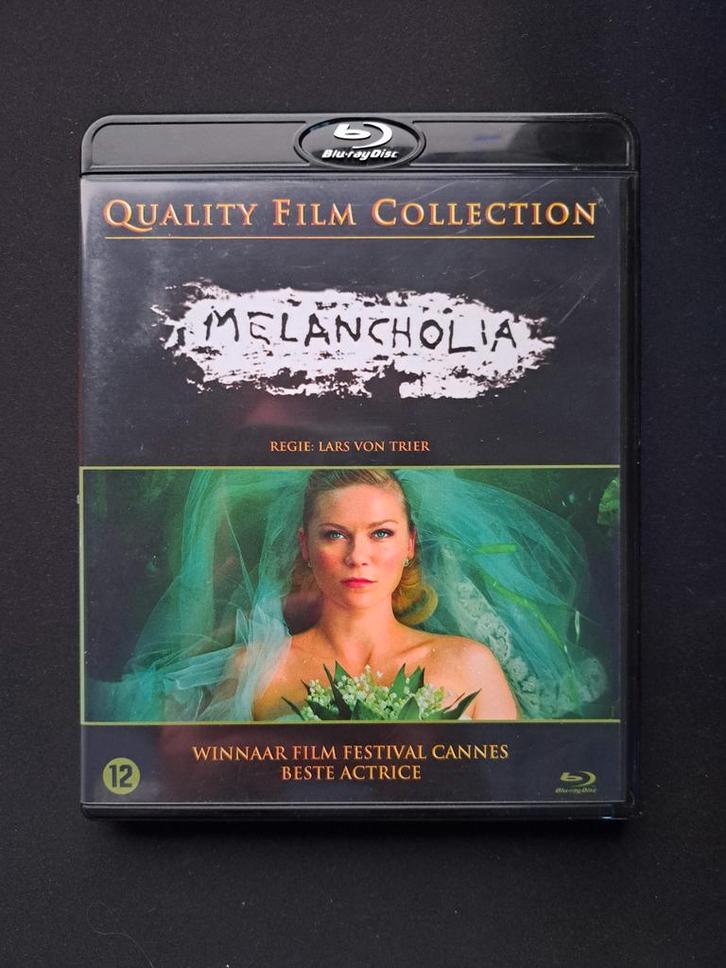 Blu-ray Disc
QUALITY FILM COLLECTION
MELANCHOLIA
REGIE: LARS VON TRIER
WINNAAR FILM FESTIVAL CANNES
BESTE ACTRICE
12
Blu-ray Disc